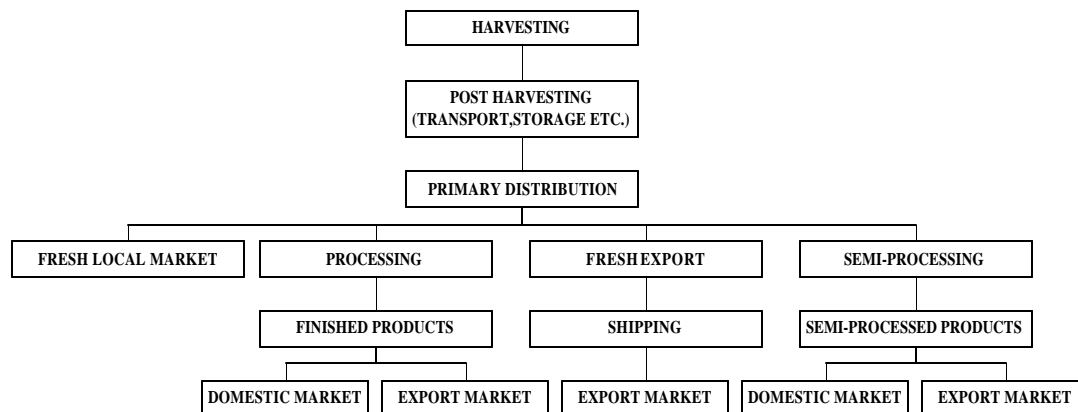 HARVESTING
POST HARVESTING
(TRANSPORT,STORAGE ETC.)
PRIMARY DISTRIBUTION
FRESH LOCAL MARKET
PROCESSING
FRESH EXPORT
SEMI-PROCESSING
FINISHED PRODUCTS
SHIPPING
SEMI-PROCESSED PRODUCTS
DOMESTIC MARKET
EXPORT MARKET
EXPORT MARKET
DOMESTIC MARKET
EXPORT MARKET